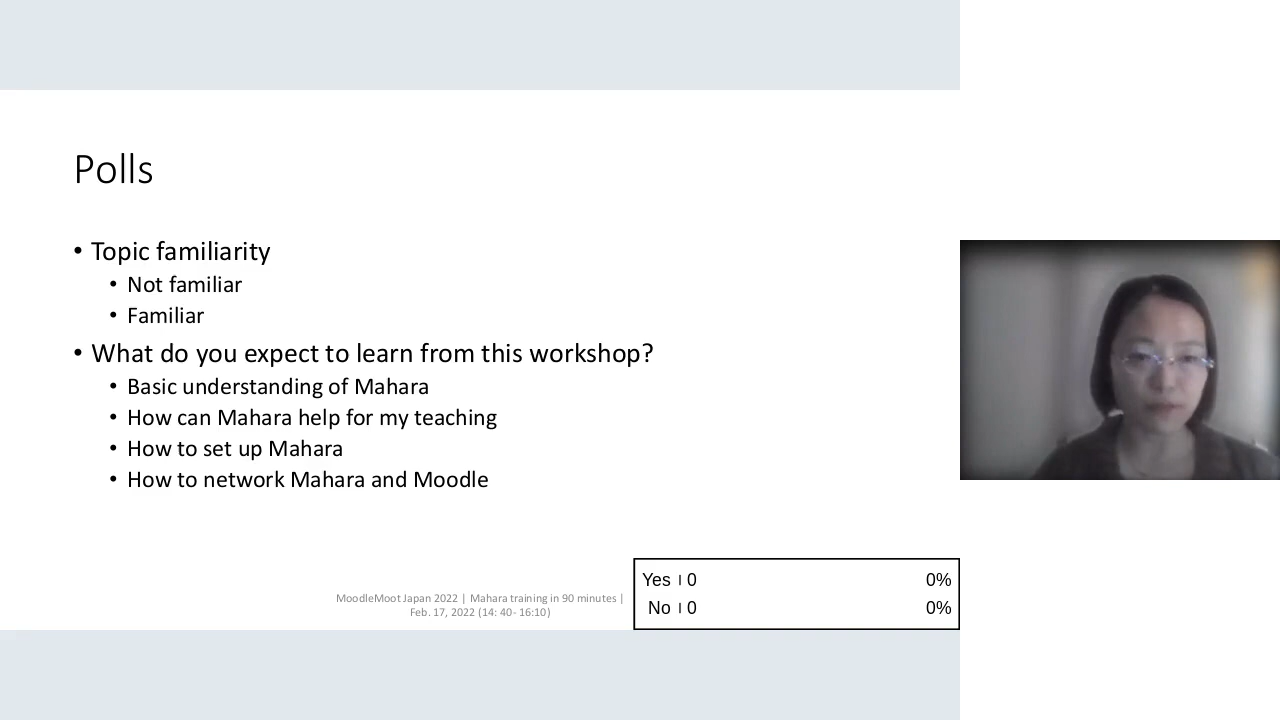 Polls
• Topic familiarity
• Not familiar
• Familiar
• What do you expect to learn from this workshop?
• Basic understanding of Mahara
• How can Mahara help for my teaching
• How to set up Mahara
• How to network Mahara and Moodle
MoodleMoot Japan 2022 | Mahara training in 90 minutes |
Feb. 17, 2022 (14: 40- 16:10)
Yes 0 0%
No 0 0%